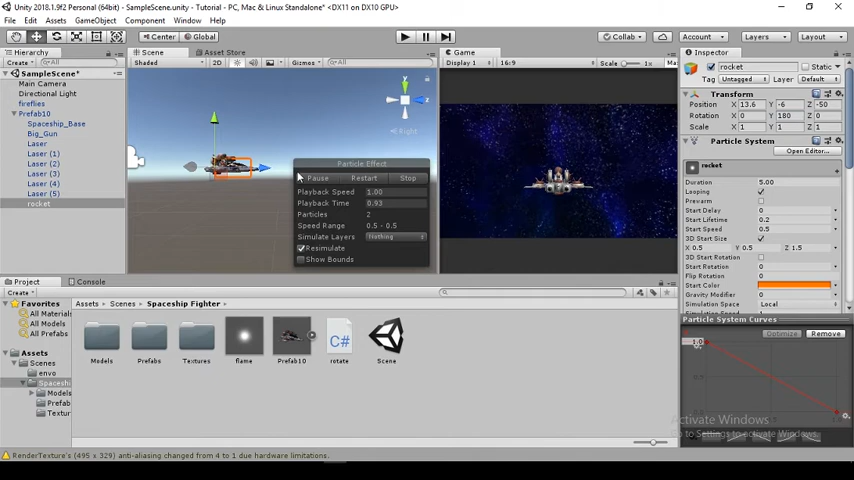 Unity 2018.1.9f2 Personal (64bit) - SampleScene.unity - Tutorial - PC, Mac & Linux Standalone* <DX11 on DX10 GPU>
File Edit Assets GameObject Component Window Help
Center Global Collab Account Layers Layout
Hierarchy Scene Asset Store Game Inspector
Create All Shaded 2D Gizmos All Display 1 16:9 Scale 1x rocket Static
Tag Untagged Layer Default
SampleScene*
Main Camera
Directional Light
fireflies
Prefab10
Spaceship_Base
Big_Gun
Laser
Laser (1)
Laser (2)
Laser (3)
Laser (4)
Laser (5)
rocket
y
z
Right
Particle Effect
Pause Restart Stop
Playback Speed 1.00
Playback Time 0.93
Particles 2
Speed Range 0.5 - 0.5
Simulate Layers Nothing
Resimulate
Show Bounds
Transform
Position X 13.6 Y -6 Z -50
Rotation X 0 Y 180 Z 0
Scale X 1 Y 1 Z 1
Particle System
Open Editor...
rocket
Duration 5.00
Looping
Prewarm
Start Delay 0
Start Lifetime 0.2
Start Speed 0.5
3D Start Size
X 0.5 Y 0.5 Z 1.5
3D Start Rotation
Start Rotation 0
Flip Rotation 0
Start Color
Gravity Modifier 0
Simulation Space Local
Simulation Speed
Particle System Curves
Optimize Remove
1.0
Project Console
Create
Favorites
All Materials
All Models
All Prefabs
Assets
Scenes
envo
Spaceship
Models
Prefab
Textur
Assets Scenes Spaceship Fighter
Models Prefabs Textures flame Prefab10 rotate Scene
C#
Activate Windows
Go to Settings to activate Windows.
RenderTexture's (495 x 329) anti-aliasing changed from 4 to 1 due hardware limitations.